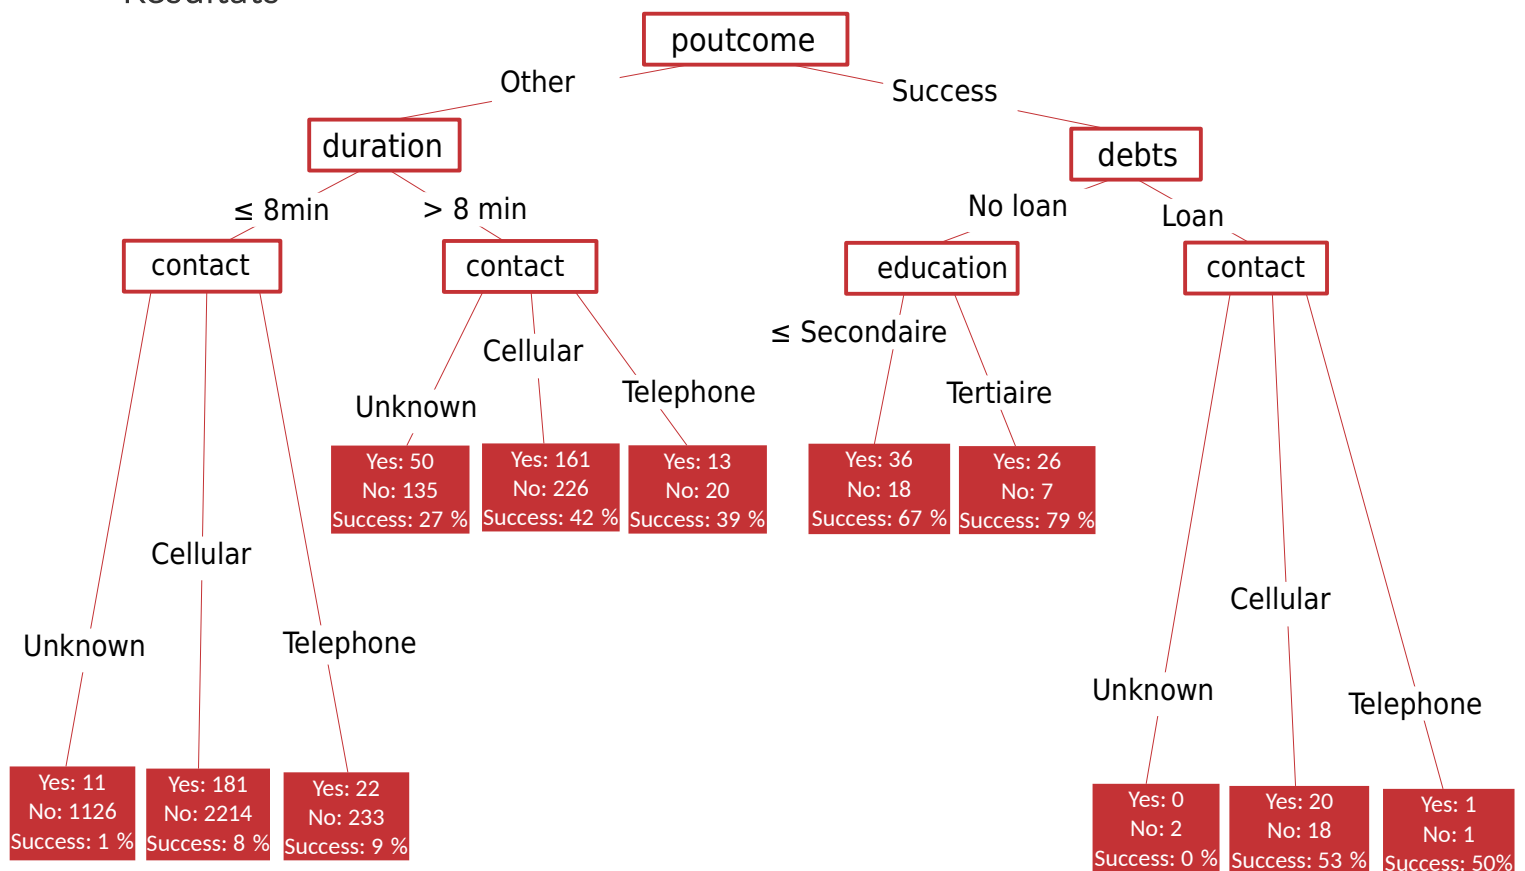 Résultats
poutcome
Other
Success
duration
debts
≤ 8min
> 8 min
No loan
Loan
contact
contact
education
contact
≤ Secondaire
Cellular
Telephone
Tertiaire
Unknown
Yes: 50
No: 135
Success: 27 %
Yes: 161
No: 226
Success: 42 %
Yes: 13
No: 20
Success: 39 %
Yes: 36
No: 18
Success: 67 %
Yes: 26
No: 7
Success: 79 %
Cellular
Unknown
Telephone
Cellular
Unknown
Telephone
Yes: 11
No: 1126
Success: 1 %
Yes: 181
No: 2214
Success: 8 %
Yes: 22
No: 233
Success: 9 %
Yes: 0
No: 2
Success: 0 %
Yes: 20
No: 18
Success: 53 %
Yes: 1
No: 1
Success: 50%